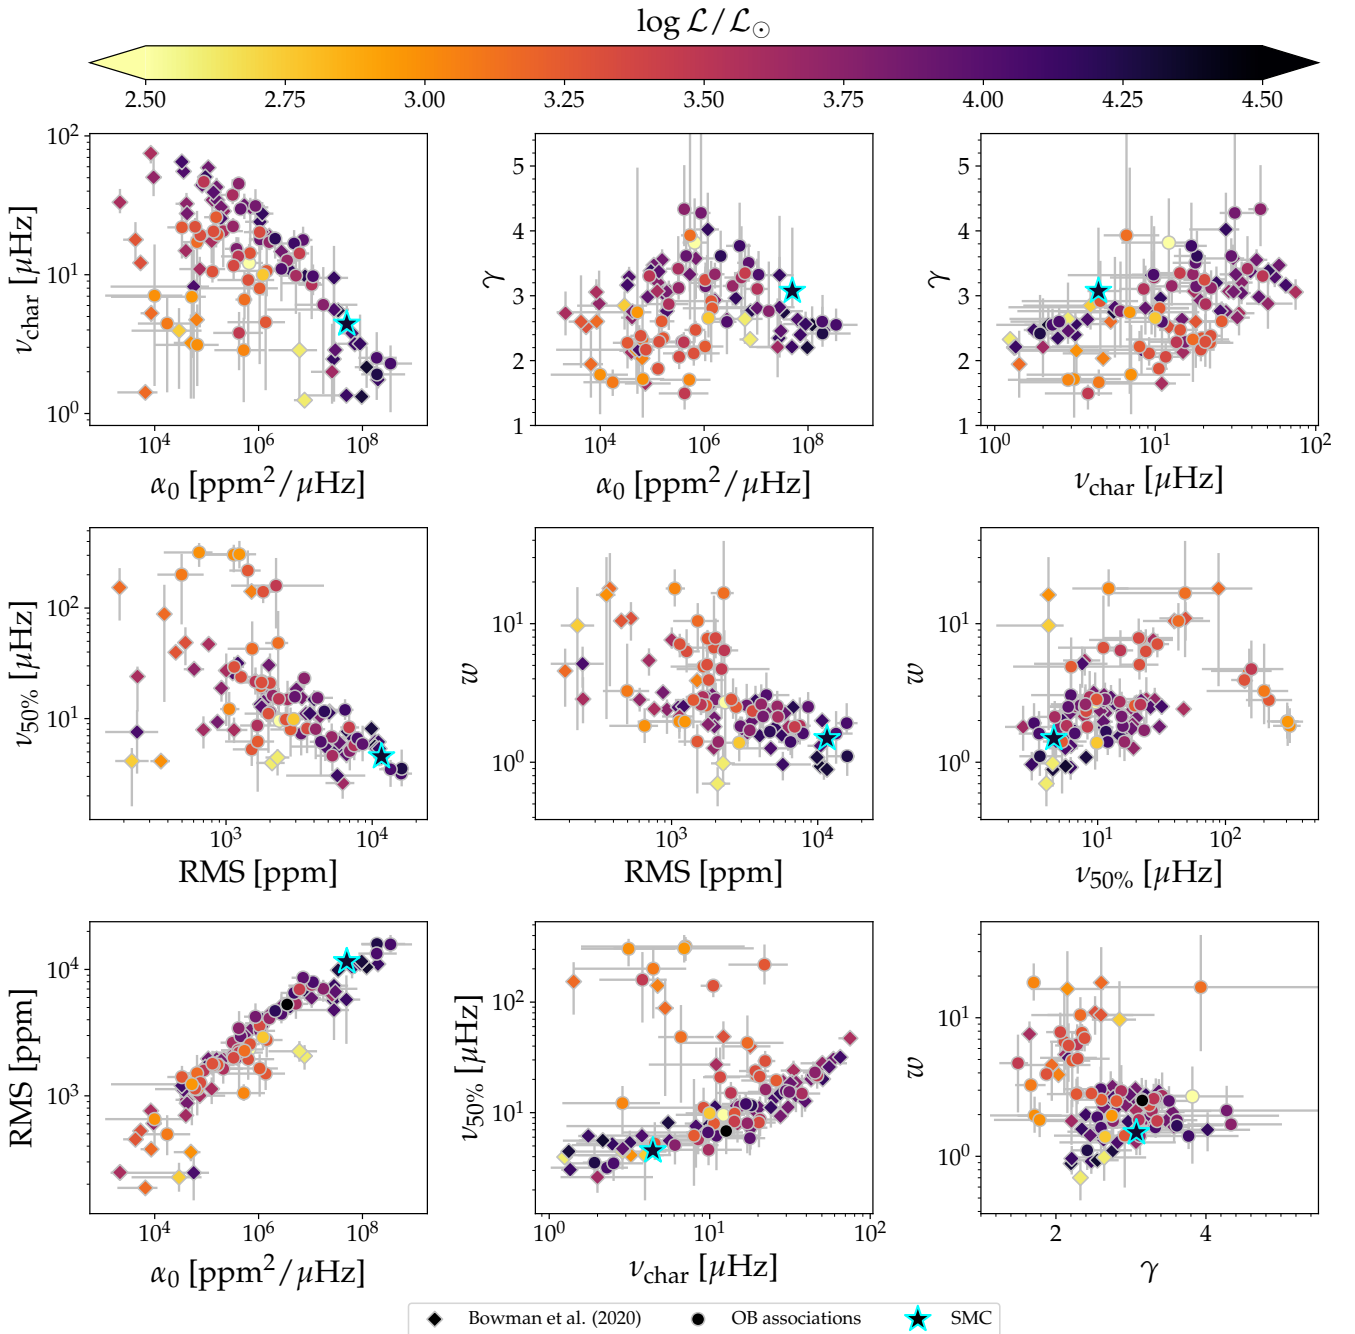 log ℒ/ℒ☉
2.50 2.75 3.00 3.25 3.50 3.75 4.00 4.25 4.50
10² 10¹ 10⁰
ν_char [μHz]
10⁴ 10⁶ 10⁸
α₀ [ppm²/μHz]
5 4 3 2 1
γ
10⁴ 10⁶ 10⁸
α₀ [ppm²/μHz]
5 4 3 2 1
γ
10⁰ 10¹ 10²
ν_char [μHz]
10² 10¹
ν_50% [μHz]
10³ 10⁴
RMS [ppm]
10¹ 10⁰
w
10³ 10⁴
RMS [ppm]
10¹ 10⁰
w
10¹ 10²
ν_50% [μHz]
10⁴ 10³
RMS [ppm]
10⁴ 10⁶ 10⁸
α₀ [ppm²/μHz]
10² 10¹
ν_50% [μHz]
10⁰ 10¹ 10²
ν_char [μHz]
10¹ 10⁰
w
2 4
γ
Bowman et al. (2020) OB associations SMC